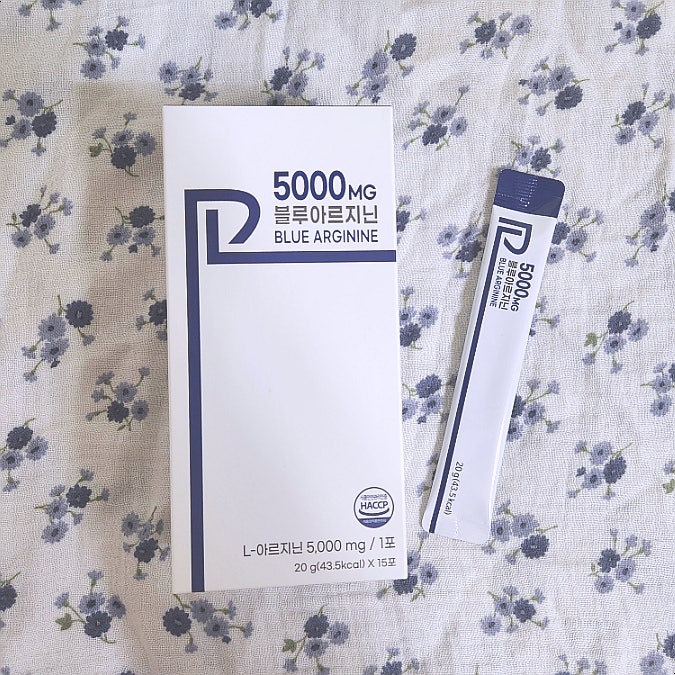 5000MG
블루아르지닌
BLUE ARGININE
HACCP
L-아르지닌 5,000 mg / 1포
20 g(43.5kcal) X 15포
5000MG
블루아르지닌
BLUE ARGININE
20 g(43.5 kcal)